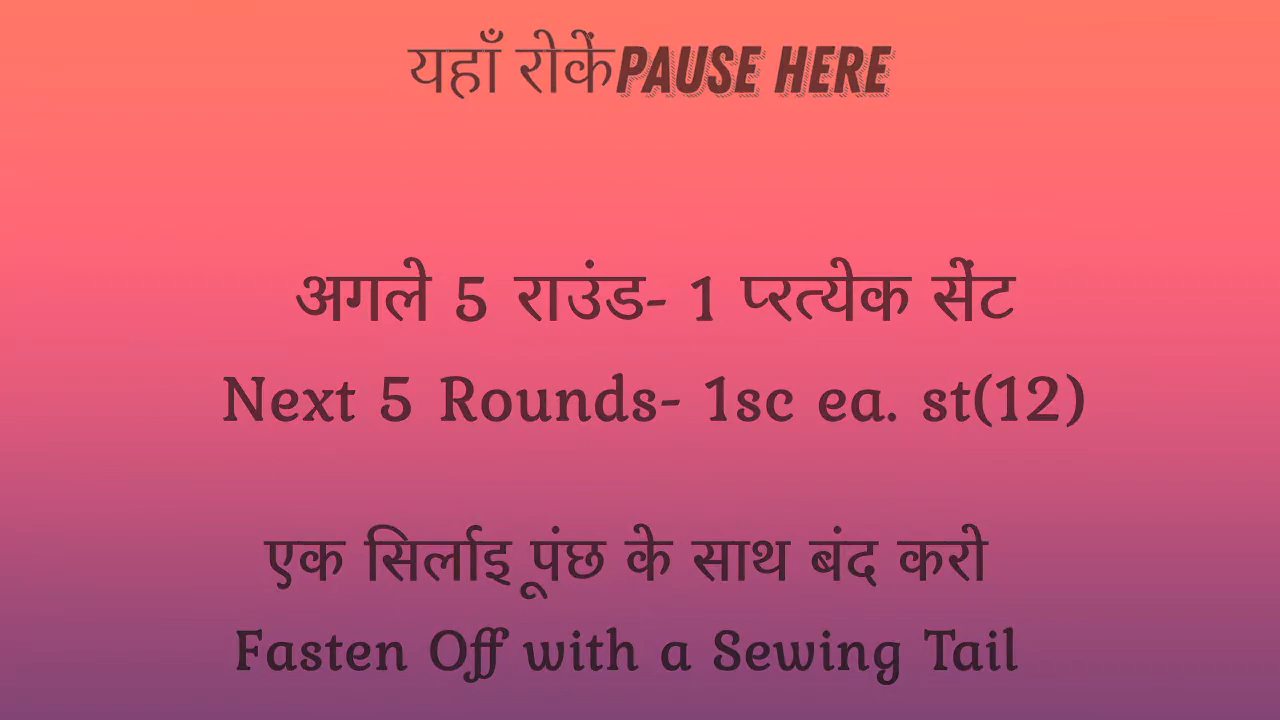 यहाँ रोकें PAUSE HERE
अगले 5 राउंड- 1 प्रत्येक सेंट
Next 5 Rounds- 1sc ea. st(12)
एक सिर्लाइ पूंछ के साथ बंद करो
Fasten Off with a Sewing Tail